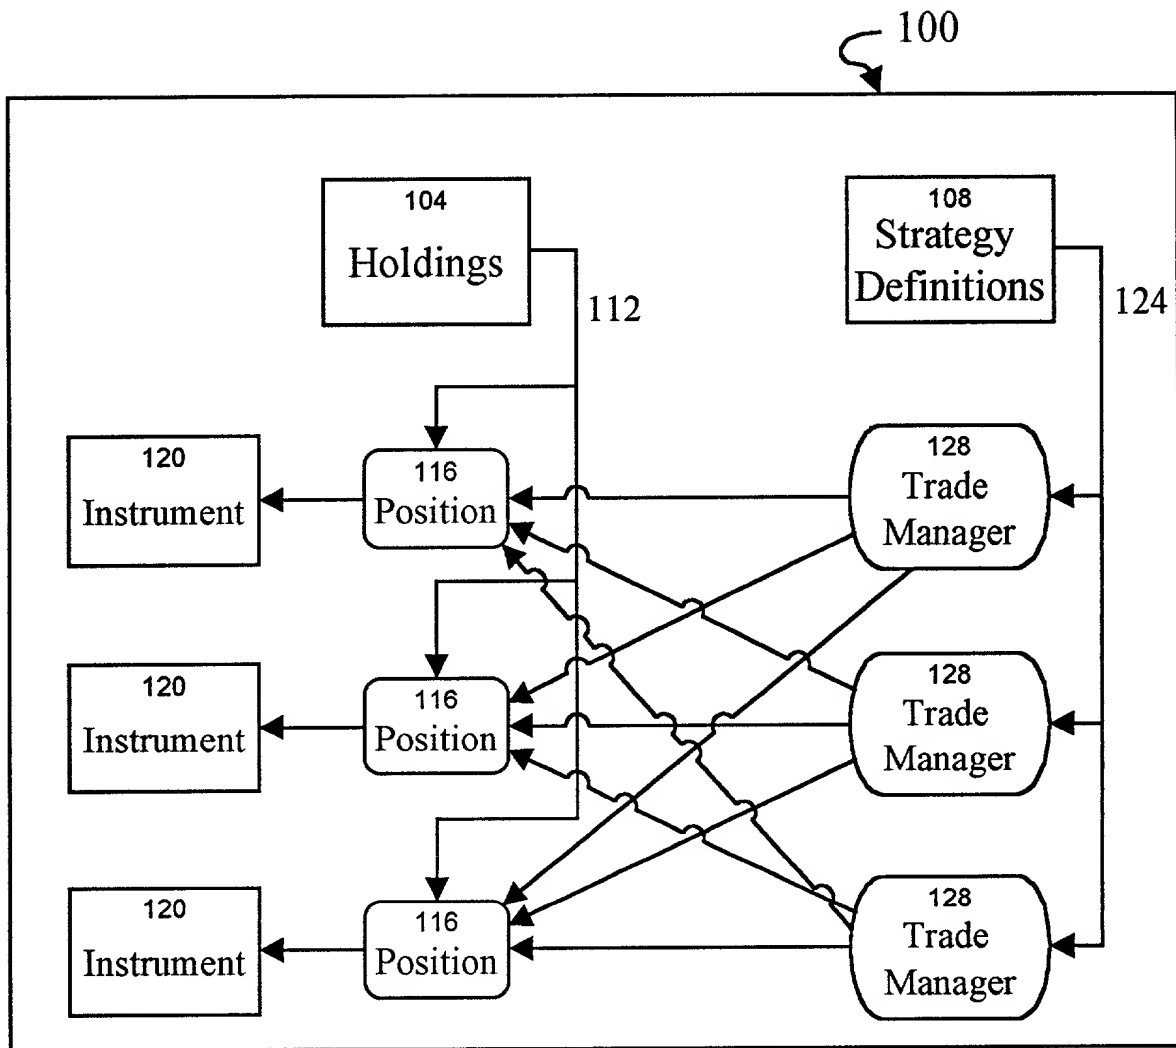 100
104
Holdings
108
Strategy
Definitions
112
124
120
Instrument
116
Position
128
Trade
Manager
120
Instrument
116
Position
128
Trade
Manager
120
Instrument
116
Position
128
Trade
Manager